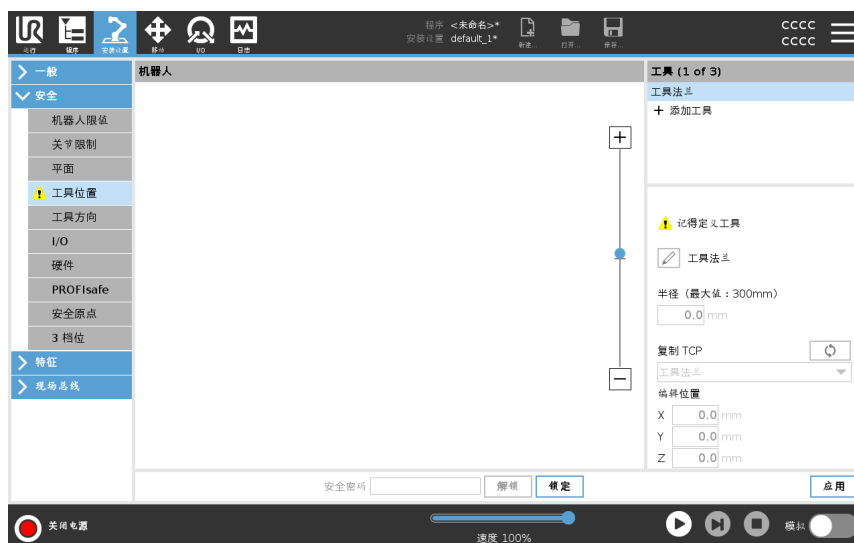 程序 <未命名>*
安装设置 default_1*
新建...
打开...
保存...
CCCC
CCCC
UR
运行
程序
安装设置
移动
I/O
日志
一般
安全
机器人限值
关节限制
平面
工具位置
工具方向
I/O
硬件
PROFIsafe
安全原点
3 档位
特征
现场总线
机器人
工具 (1 of 3)
工具法兰
添加工具
记得定义工具
工具法兰
半径（最大值：300mm）
0.0 mm
复制 TCP
工具法兰
编辑位置
X 0.0 mm
Y 0.0 mm
Z 0.0 mm
安全密码
解锁
锁定
应用
关闭电源
速度 100%
模拟